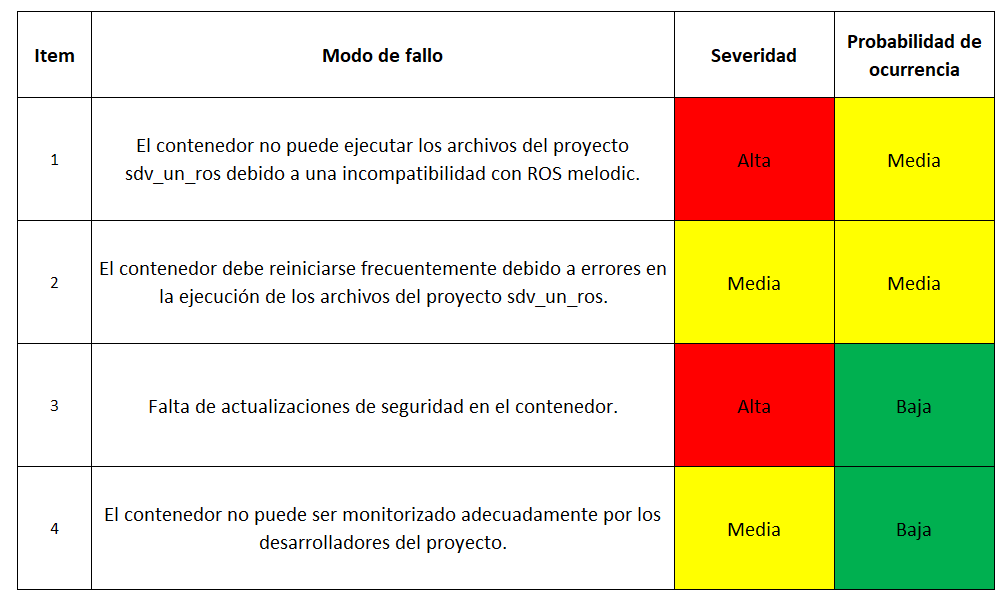 Item
Modo de fallo
Severidad
Probabilidad de
ocurrencia
1
El contenedor no puede ejecutar los archivos del proyecto
sdv_un_ros debido a una incompatibilidad con ROS melodic.
Alta
Media
2
El contenedor debe reiniciarse frecuentemente debido a errores en
la ejecución de los archivos del proyecto sdv_un_ros.
Media
Media
3
Falta de actualizaciones de seguridad en el contenedor.
Alta
Baja
4
El contenedor no puede ser monitorizado adecuadamente por los
desarrolladores del proyecto.
Media
Baja